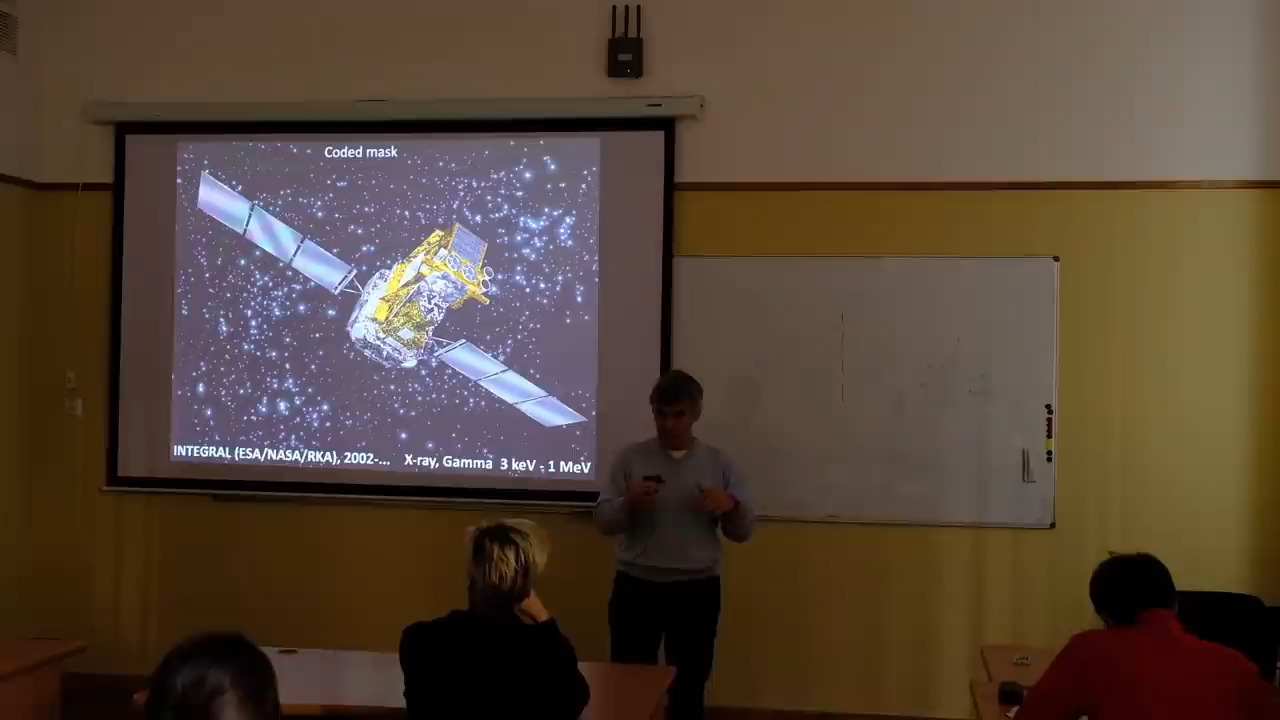 Coded mask
INTEGRAL (ESA/NASA/RKA), 2002-... X-ray, Gamma 3 keV - 1 MeV